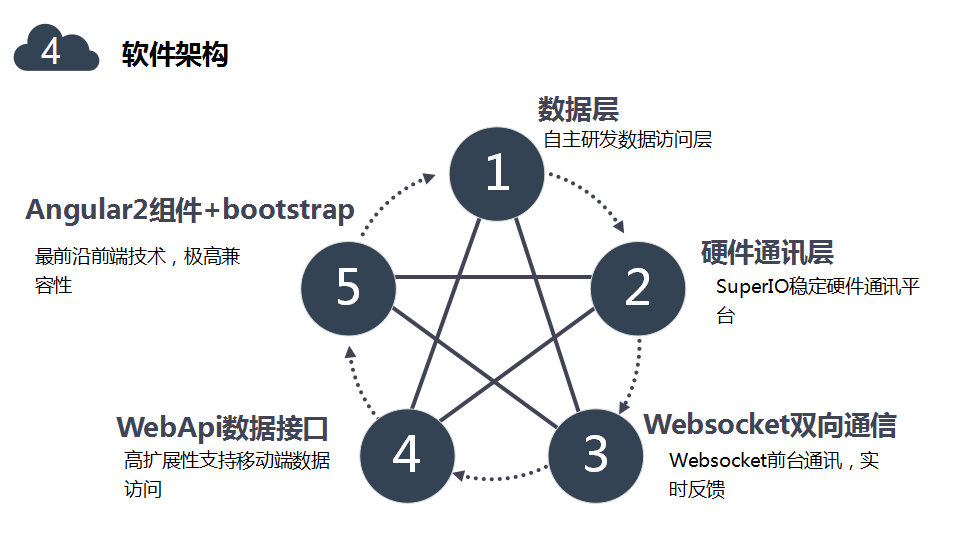 4
软件架构
1
数据层
自主研发数据访问层
2
硬件通讯层
SuperIO稳定硬件通讯平
台
3
Websocket双向通信
Websocket前台通讯，实
时反馈
4
WebApi数据接口
高扩展性支持移动端数据
访问
5
Angular2组件+bootstrap
最前沿前端技术，极高兼
容性